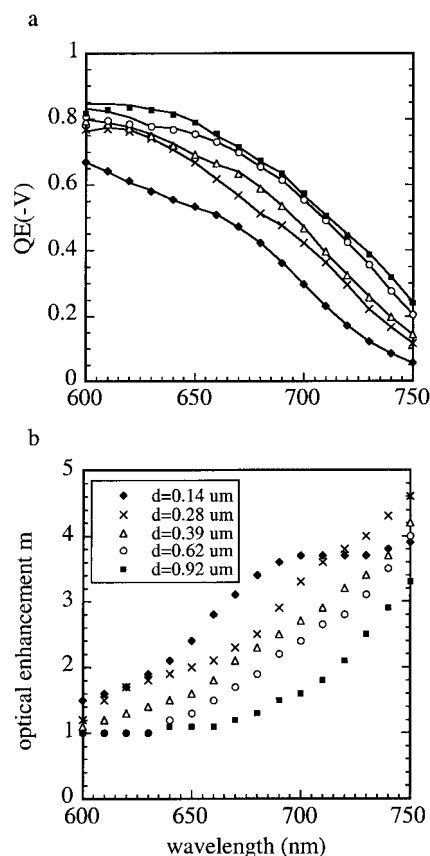 a
1
0.8
0.6
0.4
0.2
0
QE(-V)
600
650
700
750
b
5
4
3
2
1
0
optical enhancement m
d=0.14 um
d=0.28 um
d=0.39 um
d=0.62 um
d=0.92 um
600
650
700
750
wavelength (nm)